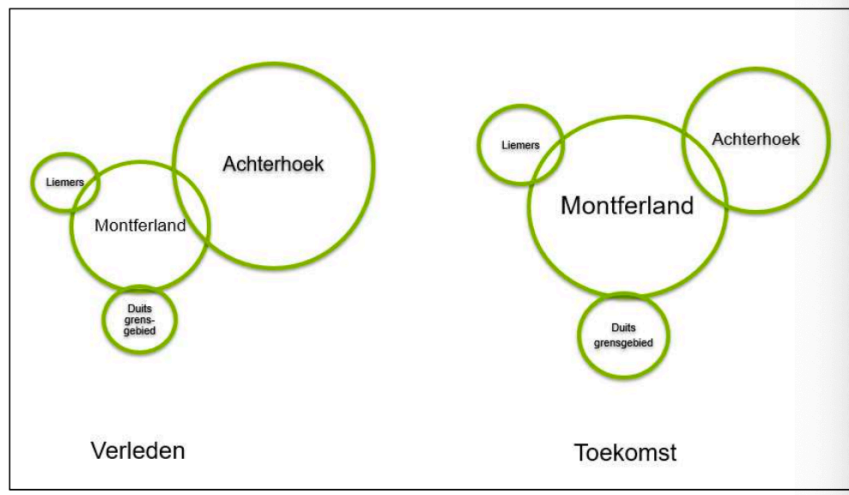 Liemers
Montferland
Achterhoek
Duits
grens-
gebied
Verleden
Liemers
Montferland
Achterhoek
Duits
grensgebied
Toekomst